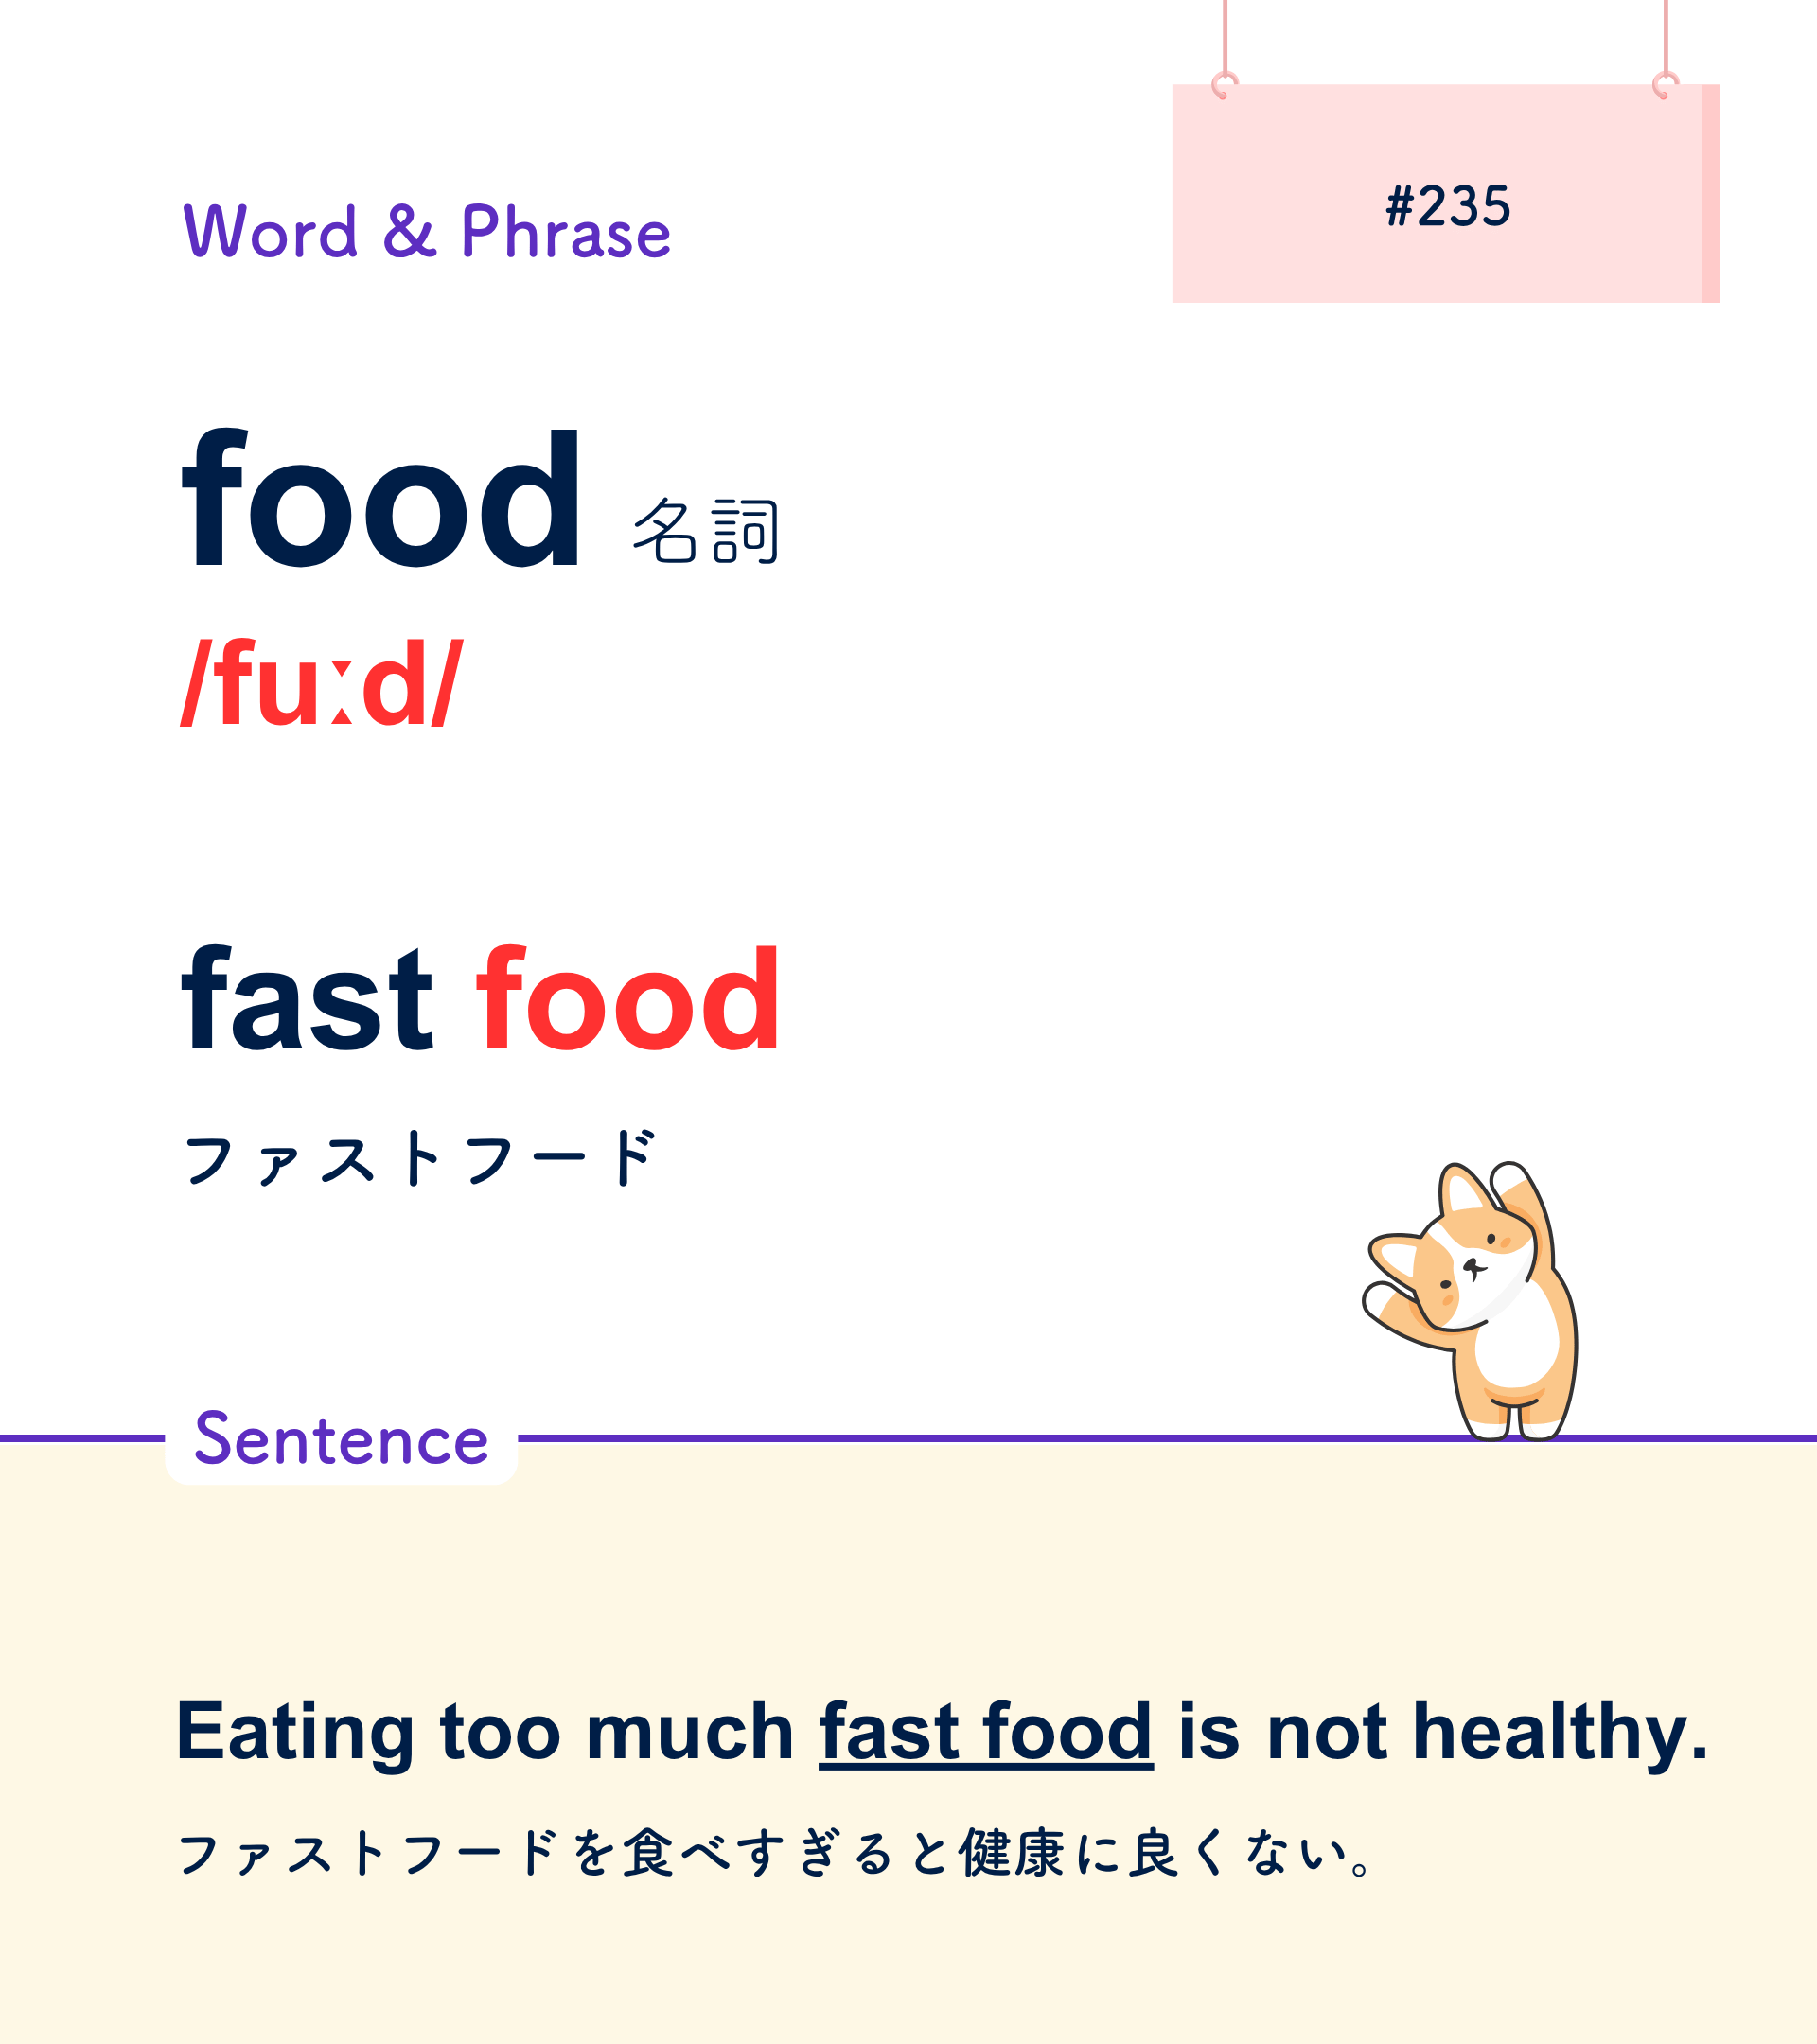 #235
Word & Phrase
food 名詞
/fuːd/
fast food
ファストフード
Sentence
Eating too much fast food is not healthy.
ファストフードを食べすぎると健康に良くない。